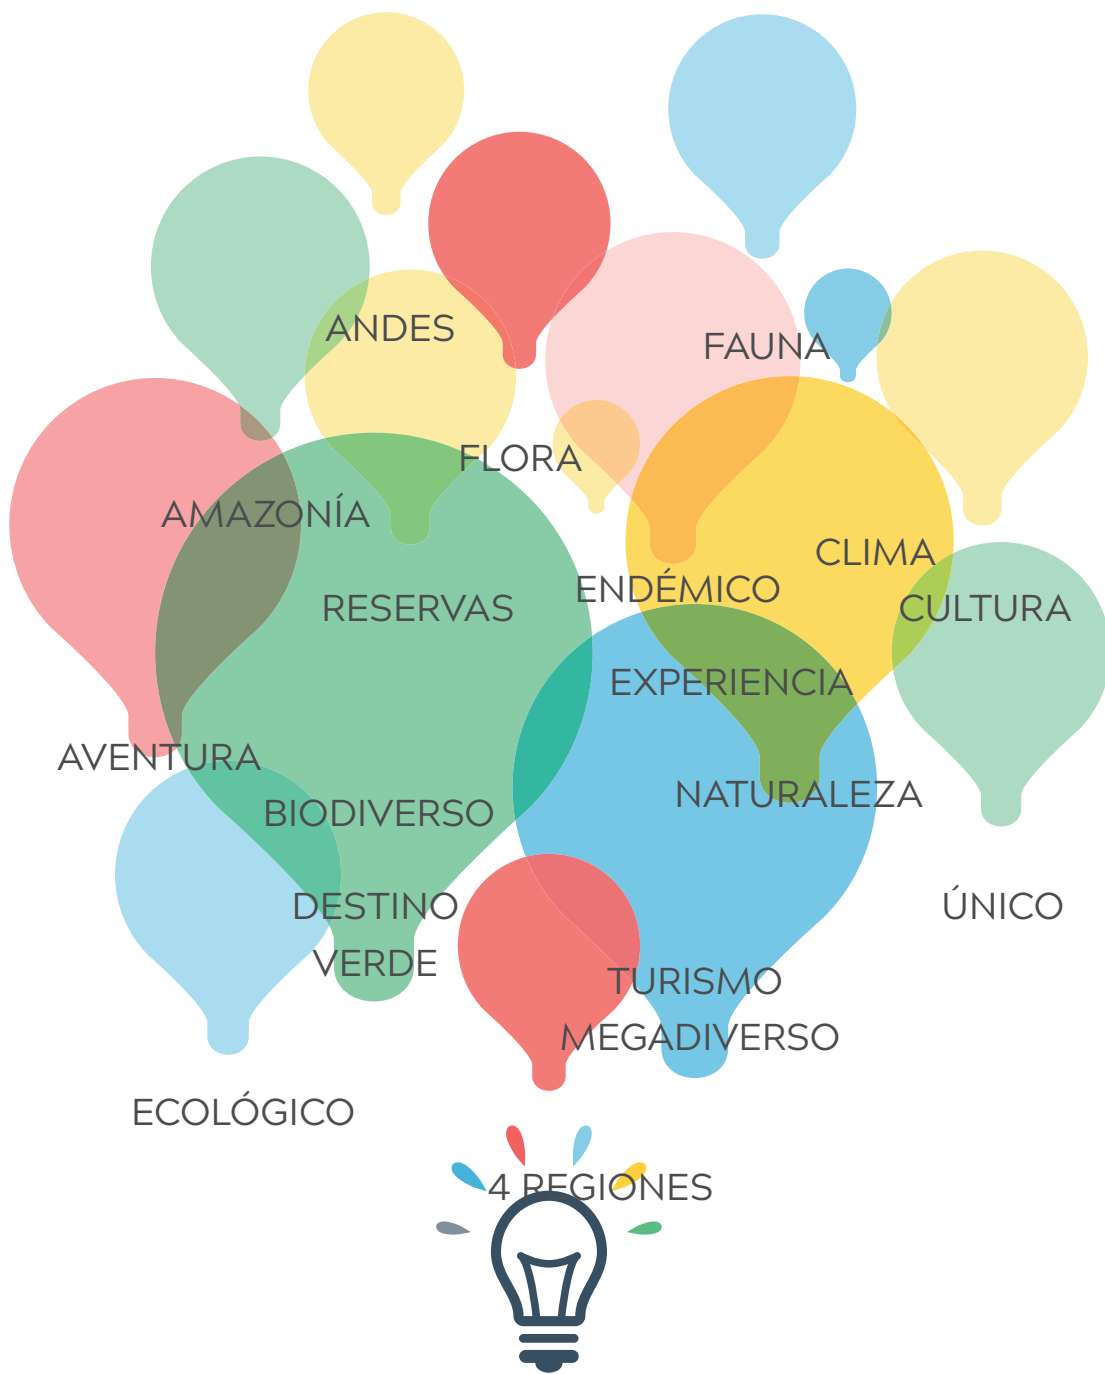 ANDES
FAUNA
FLORA
AMAZONÍA
CLIMA
ENDÉMICO
RESERVAS
CULTURA
EXPERIENCIA
AVENTURA
NATURALEZA
BIODIVERSO
DESTINO
VERDE
ÚNICO
TURISMO
MEGADIVERSO
ECOLÓGICO
4 REGIONES